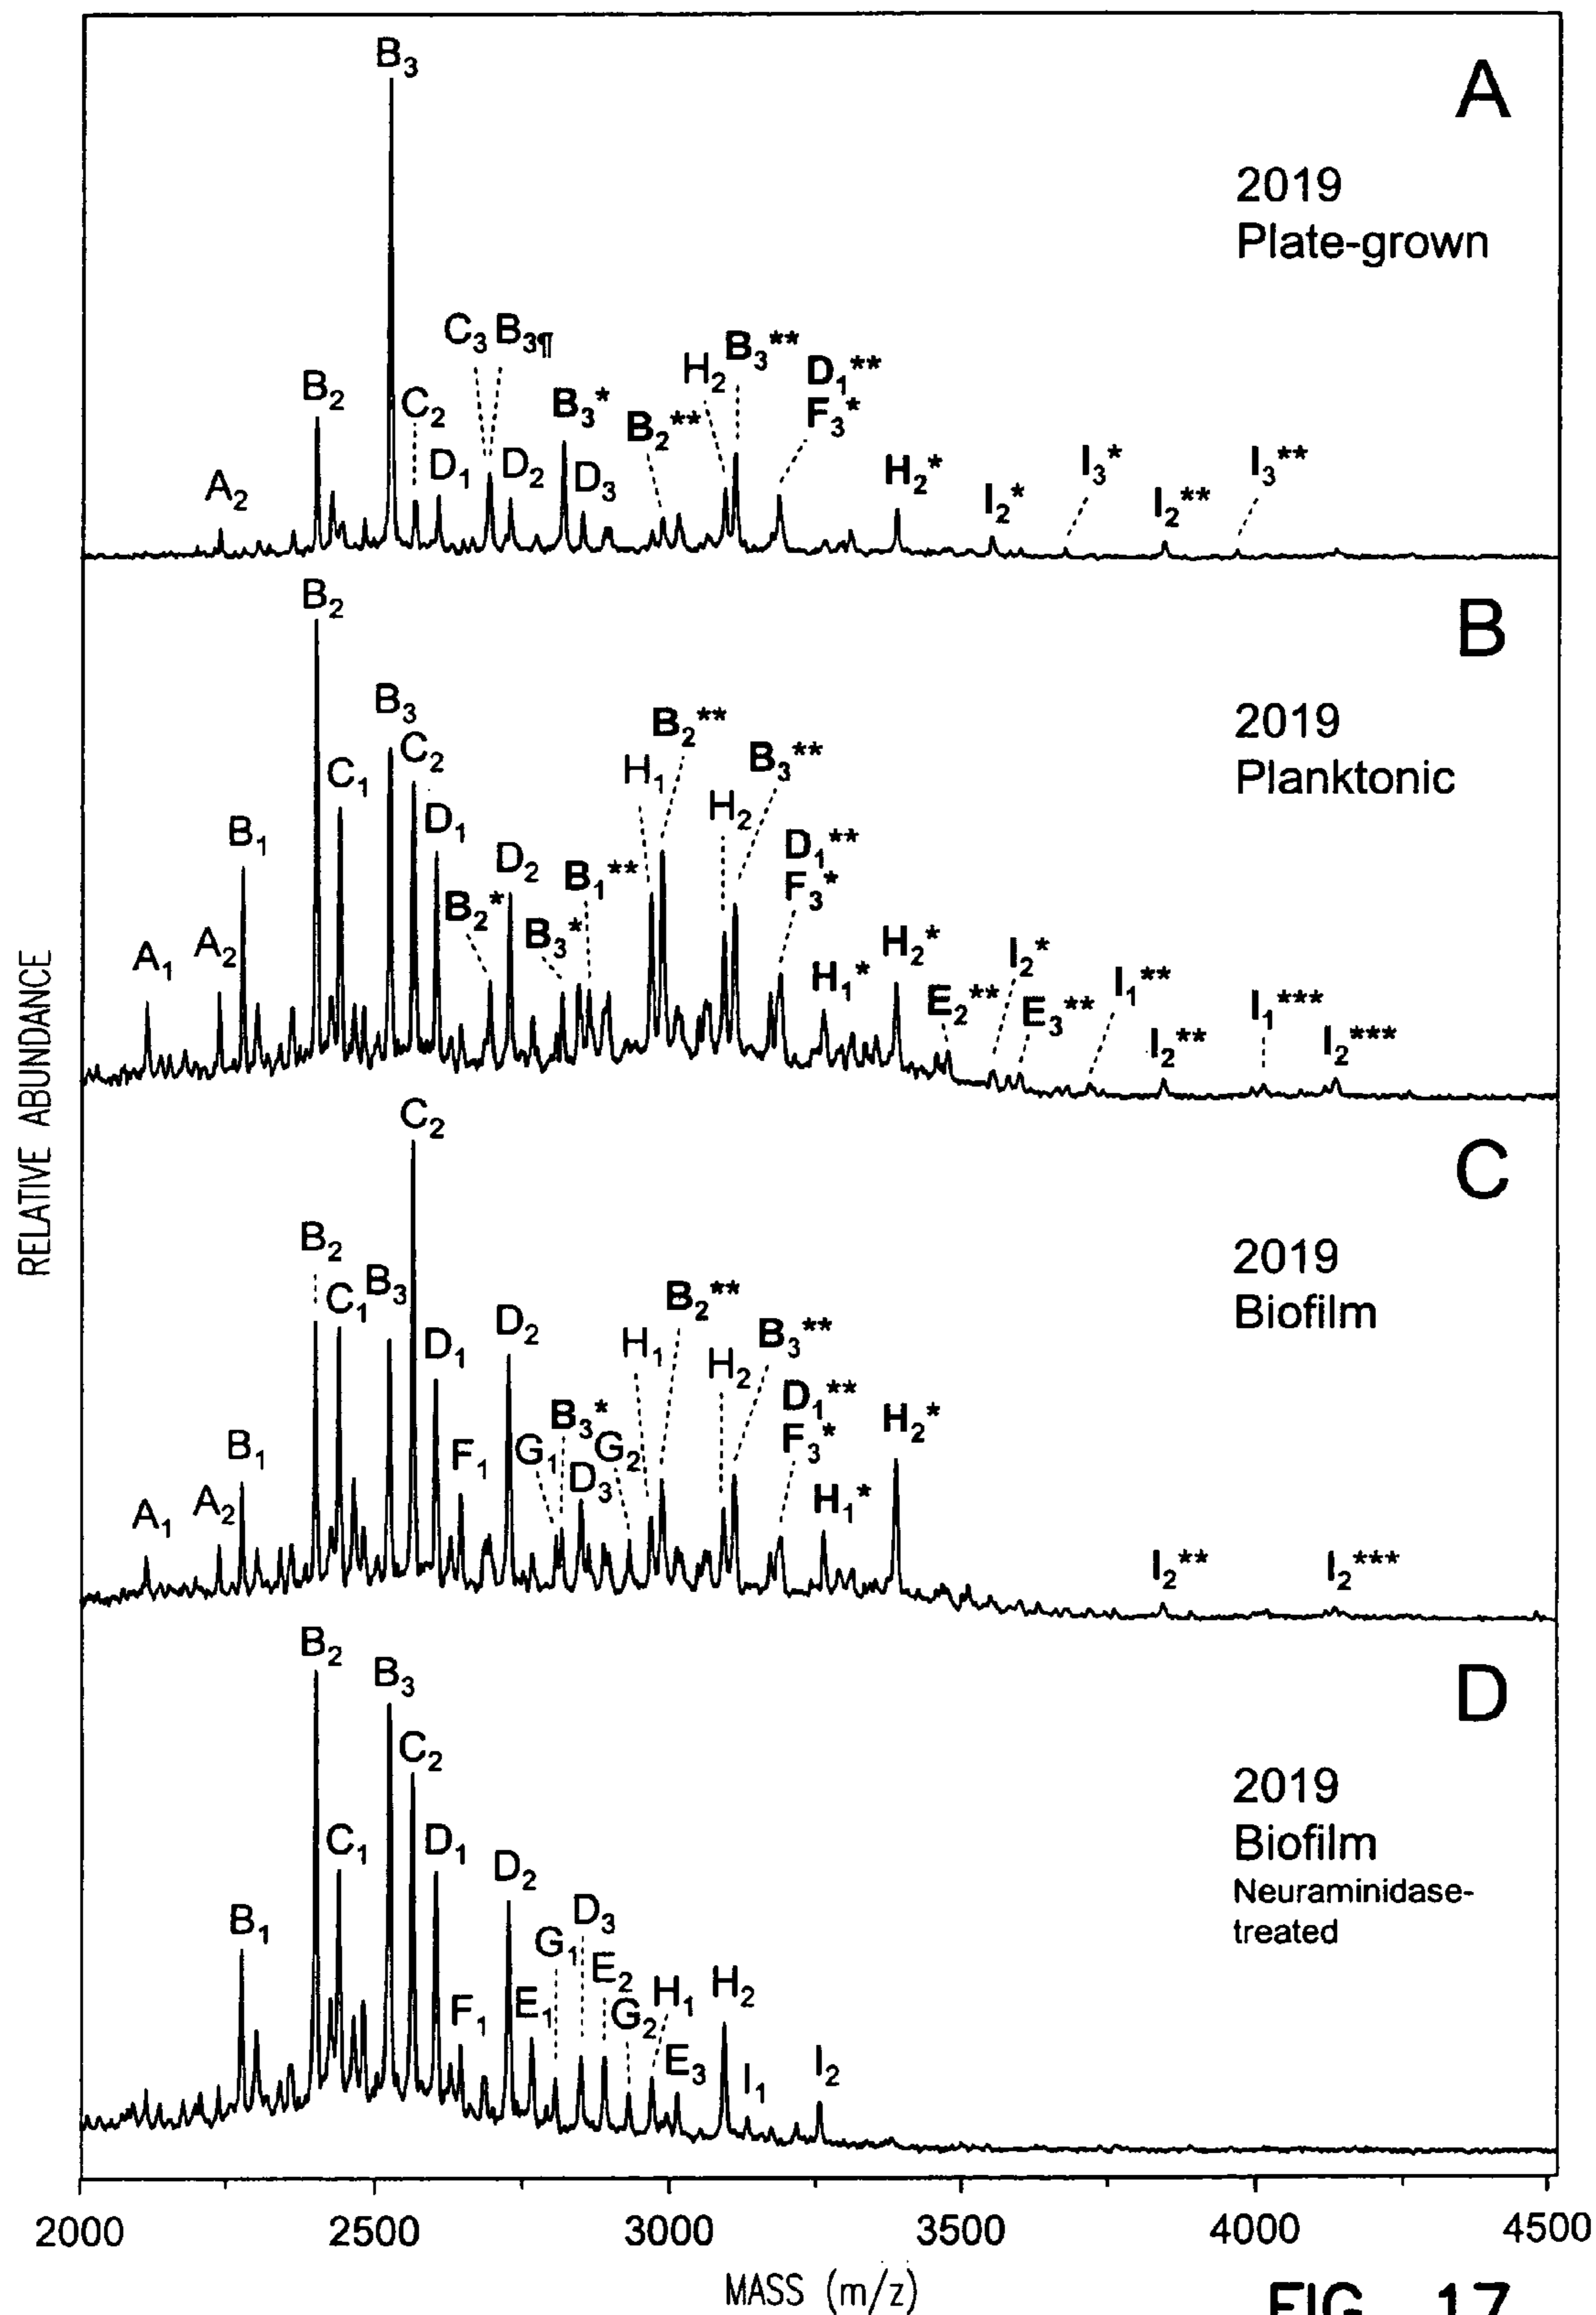 A
2019
Plate-grown
B₃
B₂
A₂
C₂
D₁
C₃ B₃¶
D₂
B₃*
D₃
B₂**
H₂
B₃**
D₁**
F₃*
H₂*
I₂*
I₃*
I₂**
I₃**
B
2019
Planktonic
A₁
A₂
B₁
B₂
C₁
B₃
C₂
D₁
B₂*
D₂
B₃*
B₁**
H₁
B₂**
H₂
B₃**
D₁**
F₃*
H₁*
H₂*
E₂**
I₂*
E₃**
I₁**
I₂**
I₁***
I₂***
C
2019
Biofilm
A₁
A₂
B₁
B₂
C₁
B₃
C₂
D₁
F₁
D₂
G₁
B₃*
D₃
G₂
H₁
B₂**
H₂
B₃**
D₁**
F₃*
H₁*
H₂*
I₂**
I₂***
D
2019
Biofilm
Neuraminidase-
treated
B₁
B₂
C₁
B₃
C₂
D₁
F₁
D₂
E₁
G₁
D₃
E₂
G₂
H₁
E₃
H₂
I₁
I₂
RELATIVE ABUNDANCE
2000 2500 3000 3500 4000 4500
MASS (m/z)
FIG. 17